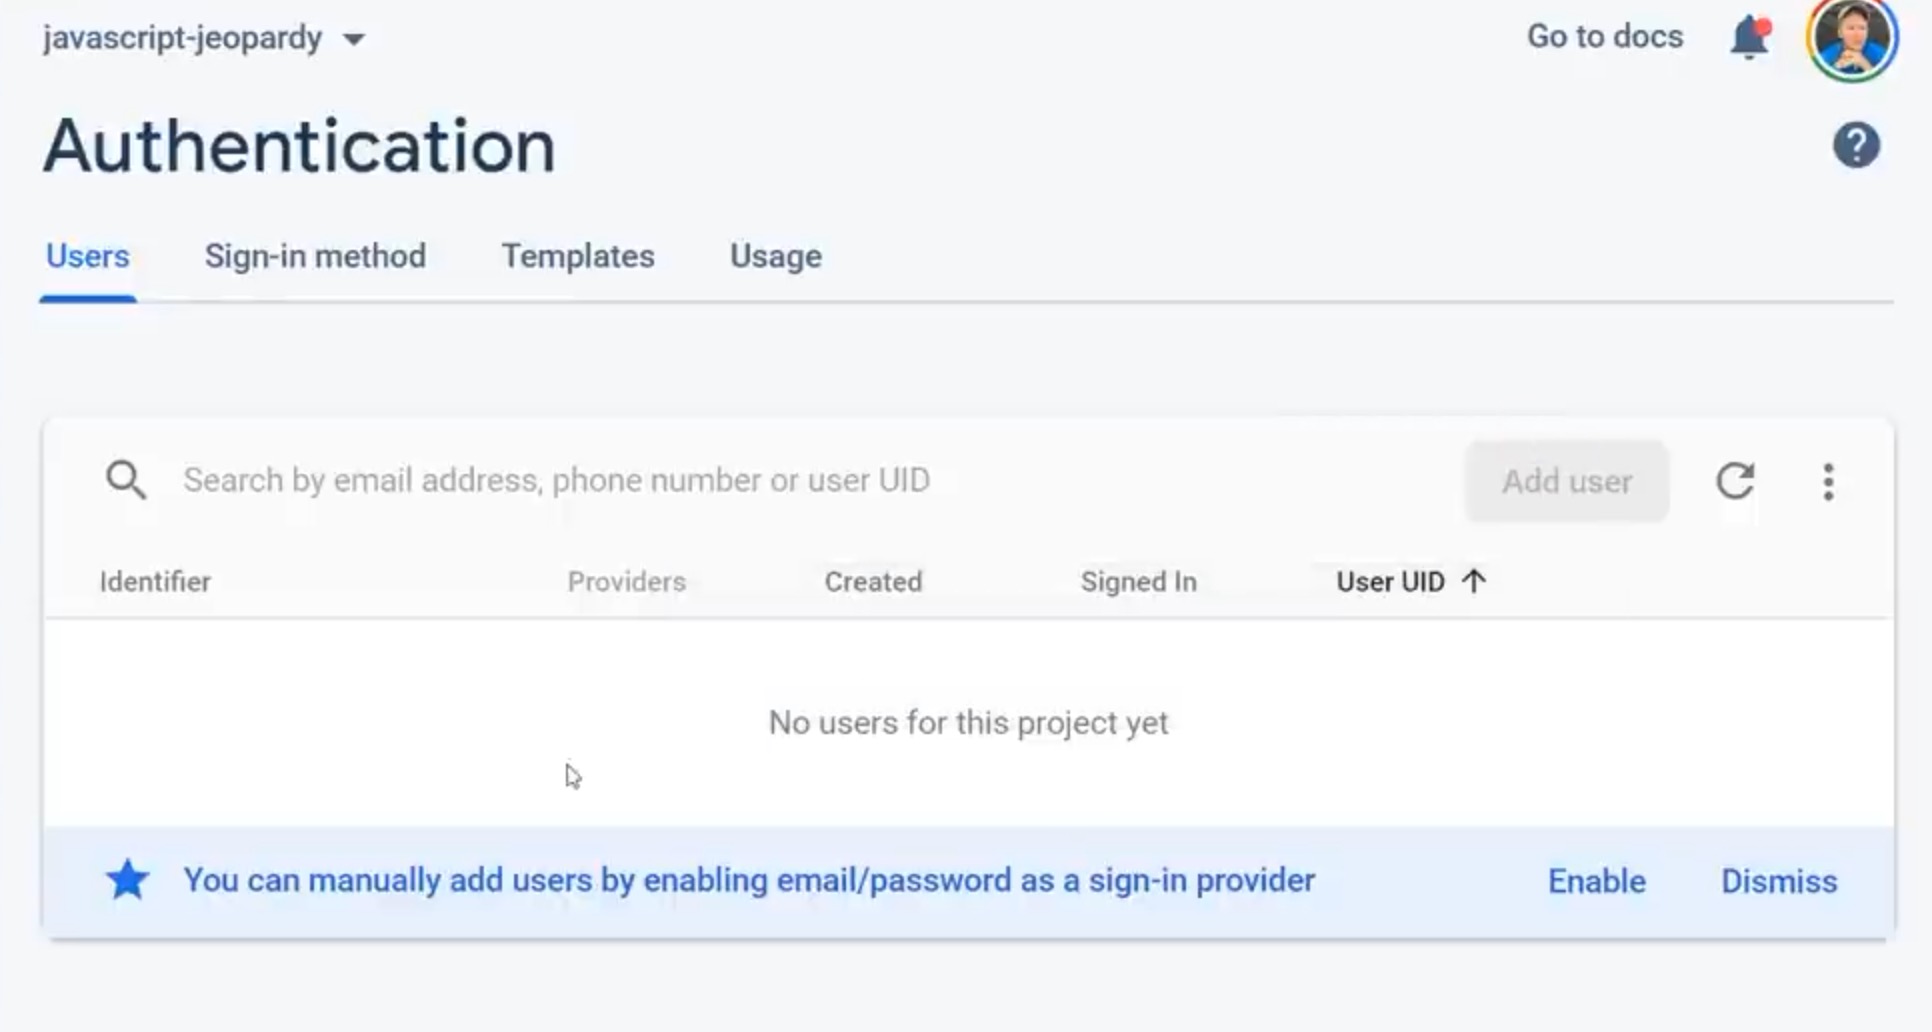 javascript-jeopardy
Go to docs
Authentication
Users Sign-in method Templates Usage
Search by email address, phone number or user UID
Add user
Identifier Providers Created Signed In User UID
No users for this project yet
You can manually add users by enabling email/password as a sign-in provider
Enable Dismiss